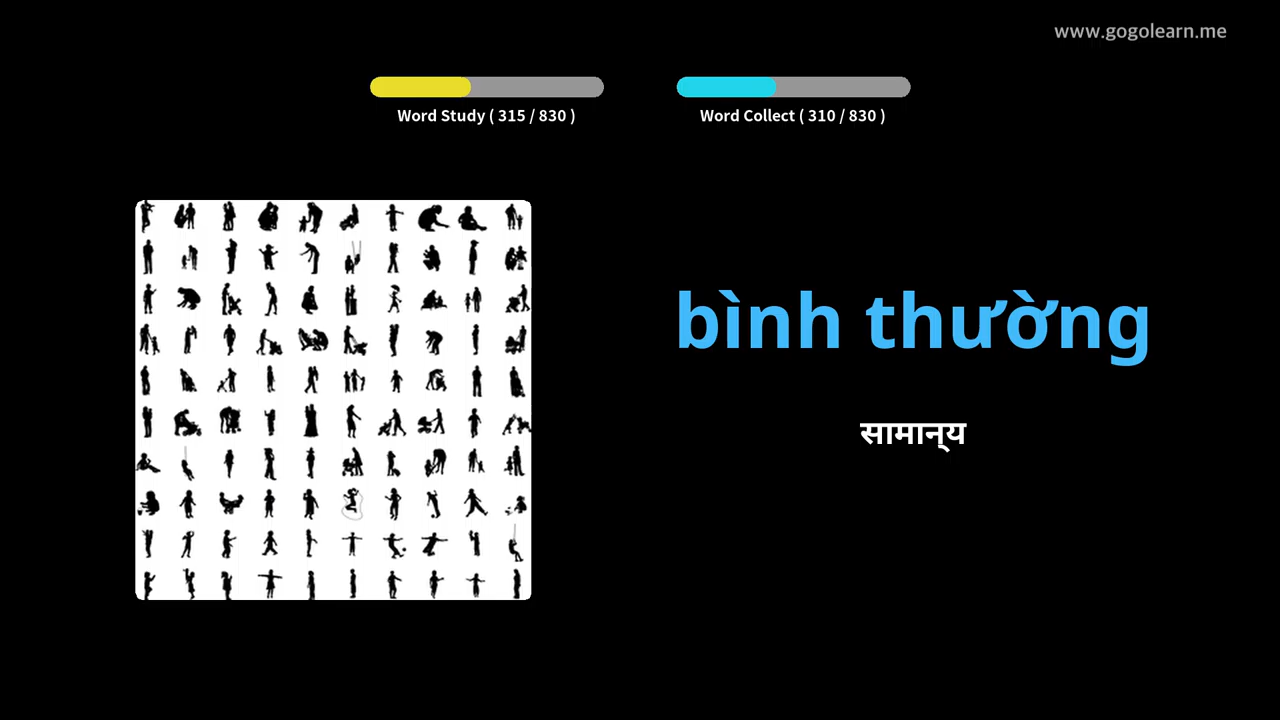 www.gogolearn.me
Word Study ( 315 / 830 )
Word Collect ( 310 / 830 )
bình thường
सामान्य